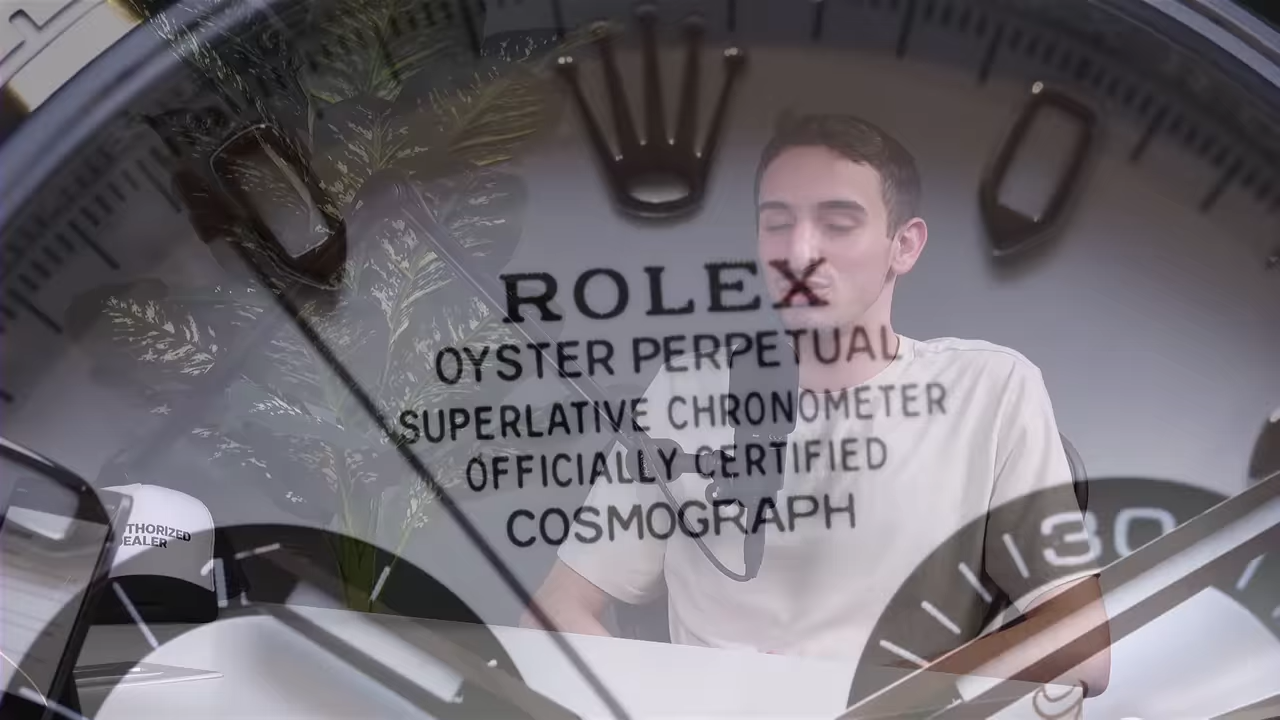 ROLEX
OYSTER PERPETUAL
SUPERLATIVE CHRONOMETER
OFFICIALLY CERTIFIED
COSMOGRAPH
THORIZED
EALER
30